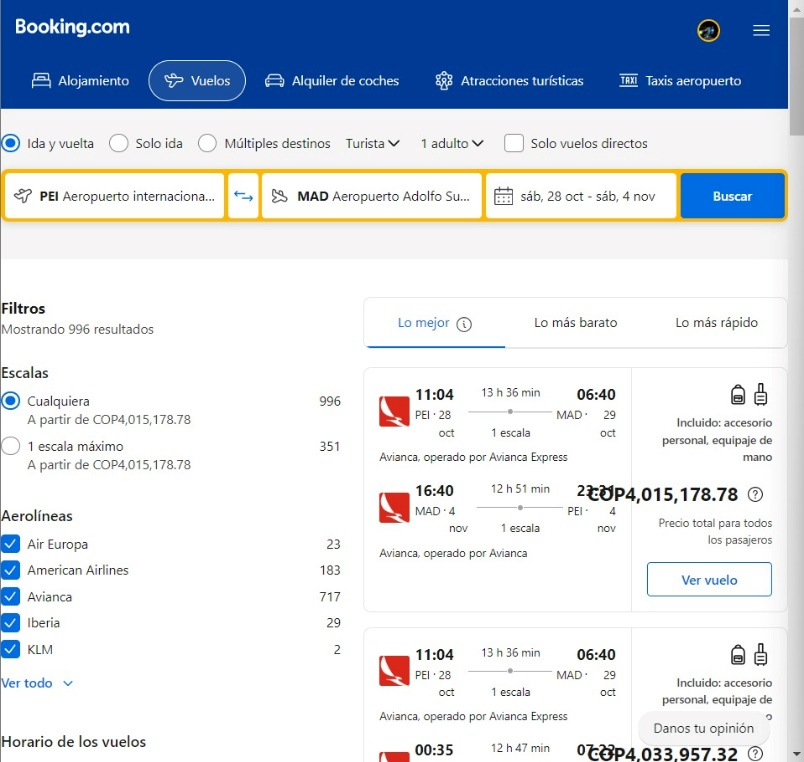 Booking.com
Alojamiento
Vuelos
Alquiler de coches
Atracciones turísticas
TAXI
Taxis aeropuerto
Ida y vuelta
Solo ida
Múltiples destinos
Turista
1 adulto
Solo vuelos directos
PEI Aeropuerto internaciona...
MAD Aeropuerto Adolfo Su...
sáb, 28 oct - sáb, 4 nov
Buscar
Filtros
Mostrando 996 resultados
Escalas
Cualquiera 996
A partir de COP4,015,178.78
1 escala máximo 351
A partir de COP4,015,178.78
Aerolíneas
Air Europa 23
American Airlines 183
Avianca 717
Iberia 29
KLM 2
Ver todo
Horario de los vuelos
Lo mejor
Lo más barato
Lo más rápido
11:04 13 h 36 min 06:40
PEI · 28 oct MAD · 29 oct
1 escala
Avianca, operado por Avianca Express
16:40 12 h 51 min 23:31
MAD · 4 nov PEI · 4 nov
1 escala
Avianca, operado por Avianca
Incluido: accesorio
personal, equipaje de
mano
COP4,015,178.78
Precio total para todos
los pasajeros
Ver vuelo
11:04 13 h 36 min 06:40
PEI · 28 oct MAD · 29 oct
1 escala
Avianca, operado por Avianca Express
00:35 12 h 47 min 07:22
Incluido: accesorio
personal, equipaje de
Danos tu opinión
COP4,033,957.32